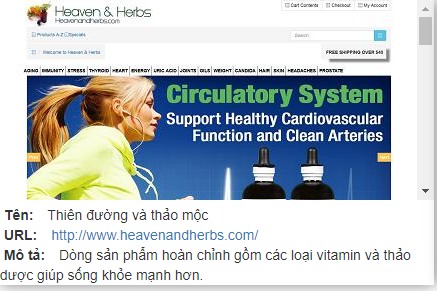 Heaven & Herbs
Heavenandherbs.com
Cart Contents Checkout My Account
Products A-Z Specials
Search
Welcome to Heaven & Herbs
FREE SHIPPING OVER $48
AGING IMMUNITY STRESS THYROID HEART ENERGY URIC ACID JOINTS OILS WEIGHT CANDIDA HAIR SKIN HEADACHES PROSTATE
Circulatory System
Support Healthy Cardiovascular
Function and Clean Arteries
Prev
Next
Tên: Thiên đường và thảo mộc
URL: http://www.heavenandherbs.com/
Mô tả: Dòng sản phẩm hoàn chỉnh gồm các loại vitamin và thảo
dược giúp sống khỏe mạnh hơn.